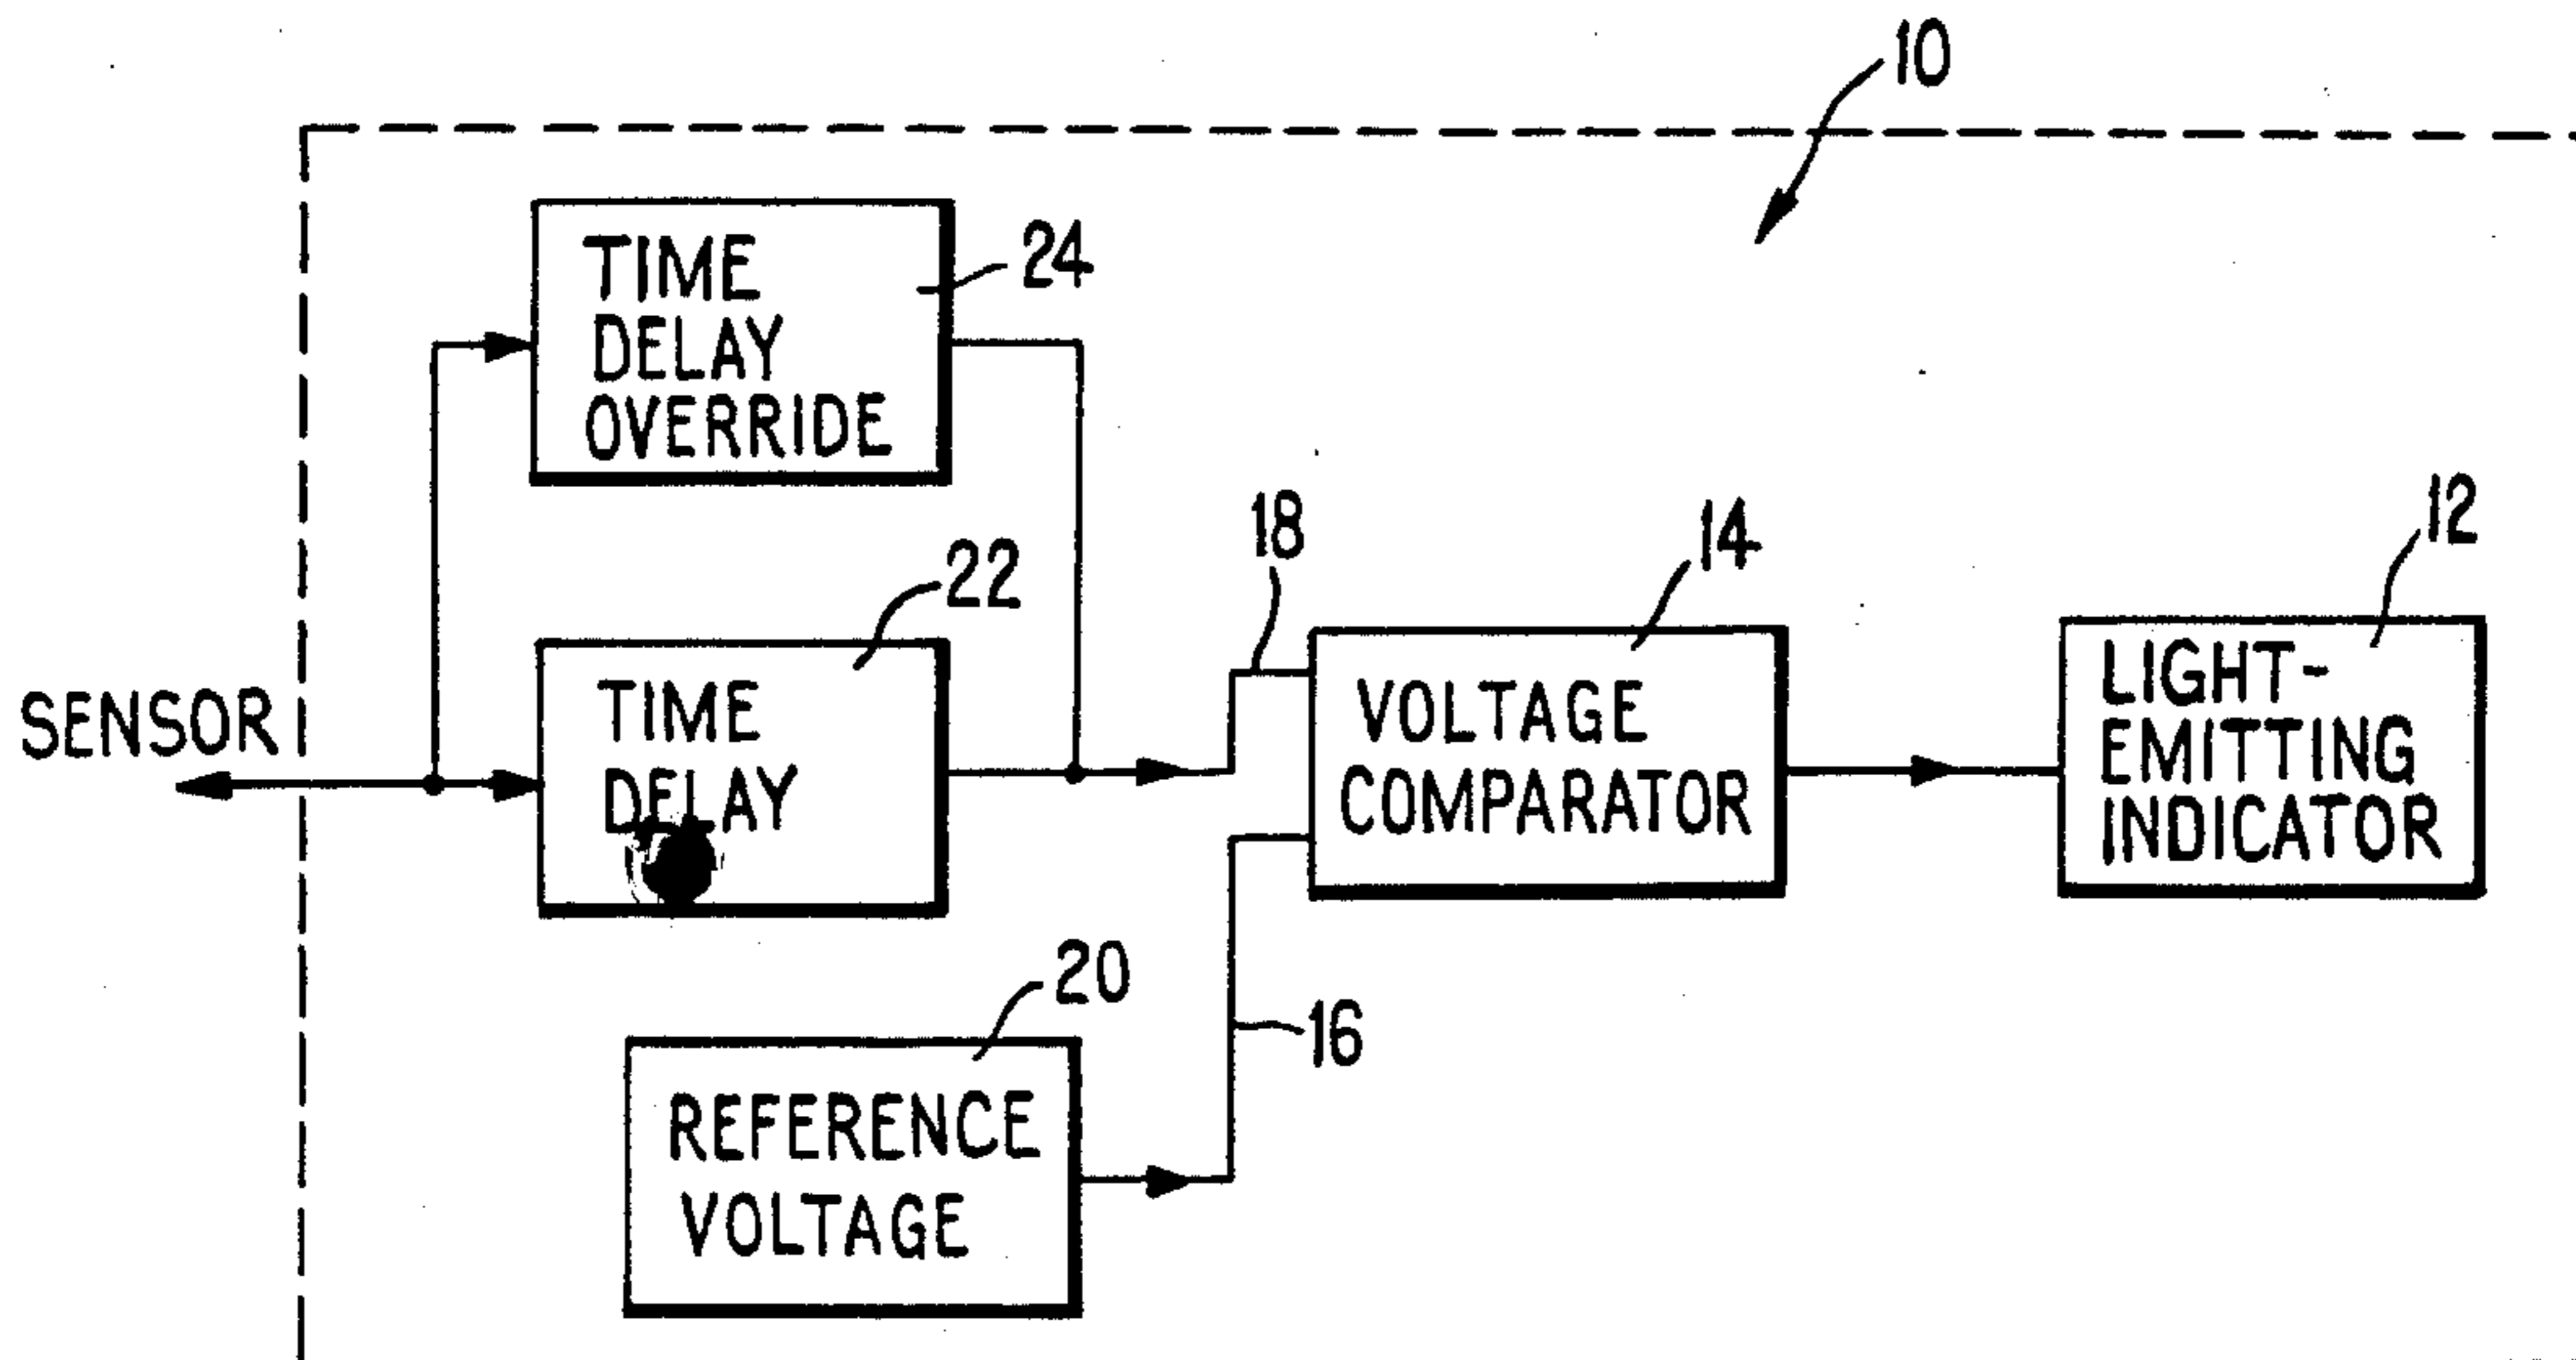 10
TIME
DELAY
OVERRIDE
24
TIME
DELAY
22
SENSOR
18
VOLTAGE
COMPARATOR
14
LIGHT-
EMITTING
INDICATOR
12
REFERENCE
VOLTAGE
20
16